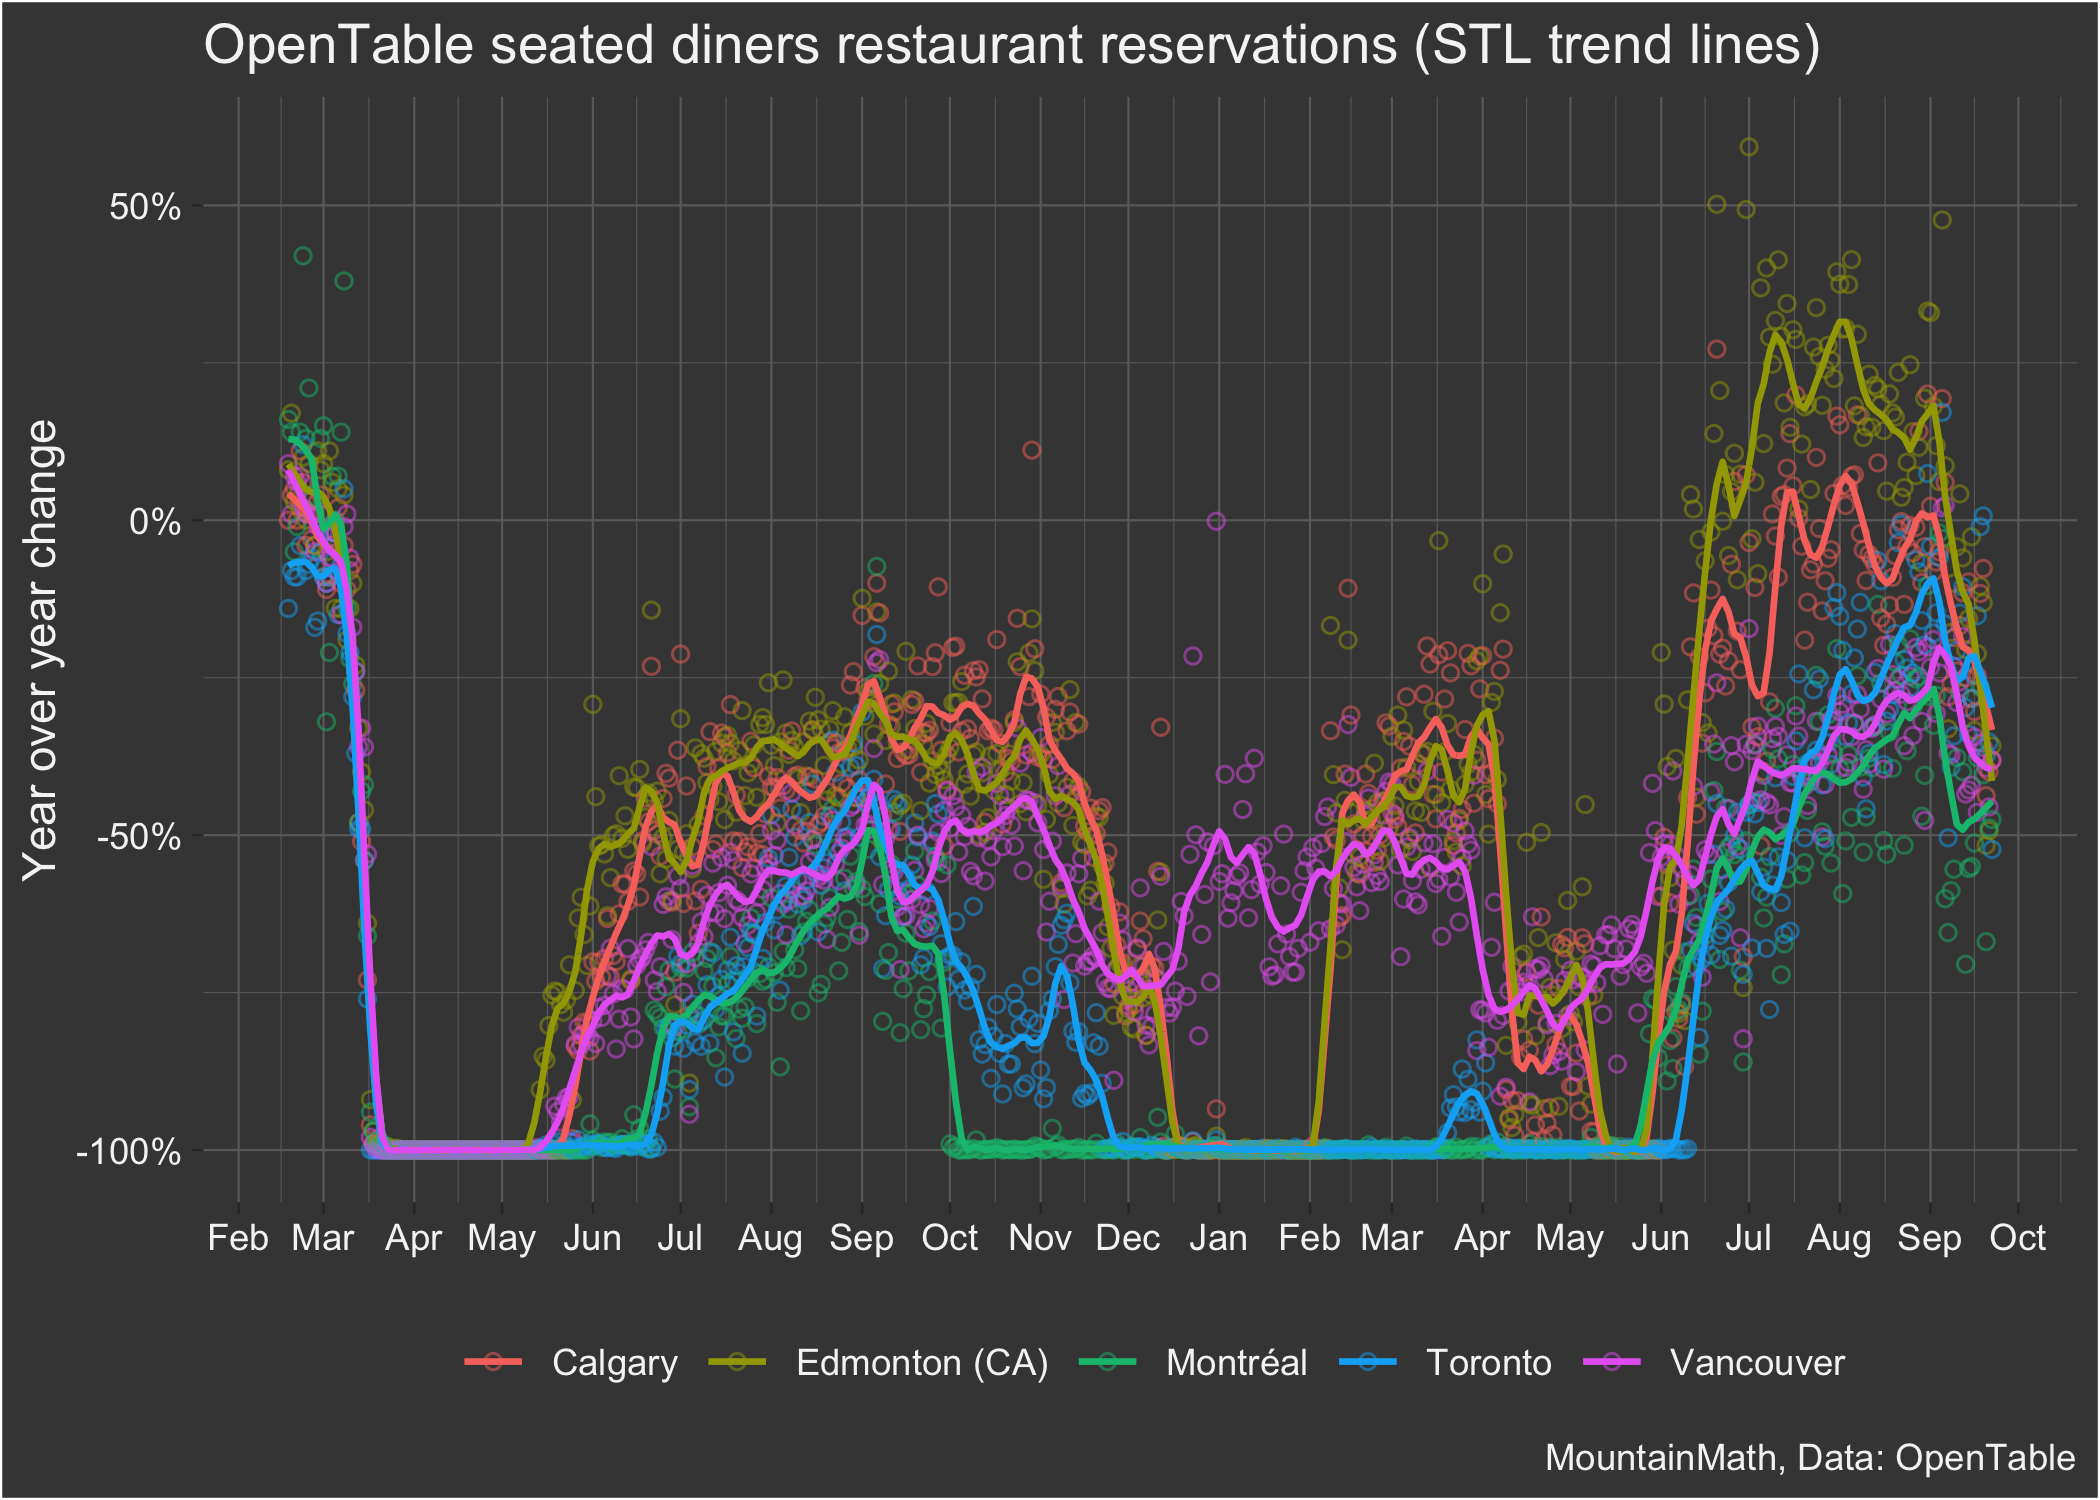 OpenTable seated diners restaurant reservations (STL trend lines)
Year over year change
50%
0%
-50%
-100%
Feb Mar Apr May Jun Jul Aug Sep Oct Nov Dec Jan Feb Mar Apr May Jun Jul Aug Sep Oct
Calgary Edmonton (CA) Montréal Toronto Vancouver
MountainMath, Data: OpenTable